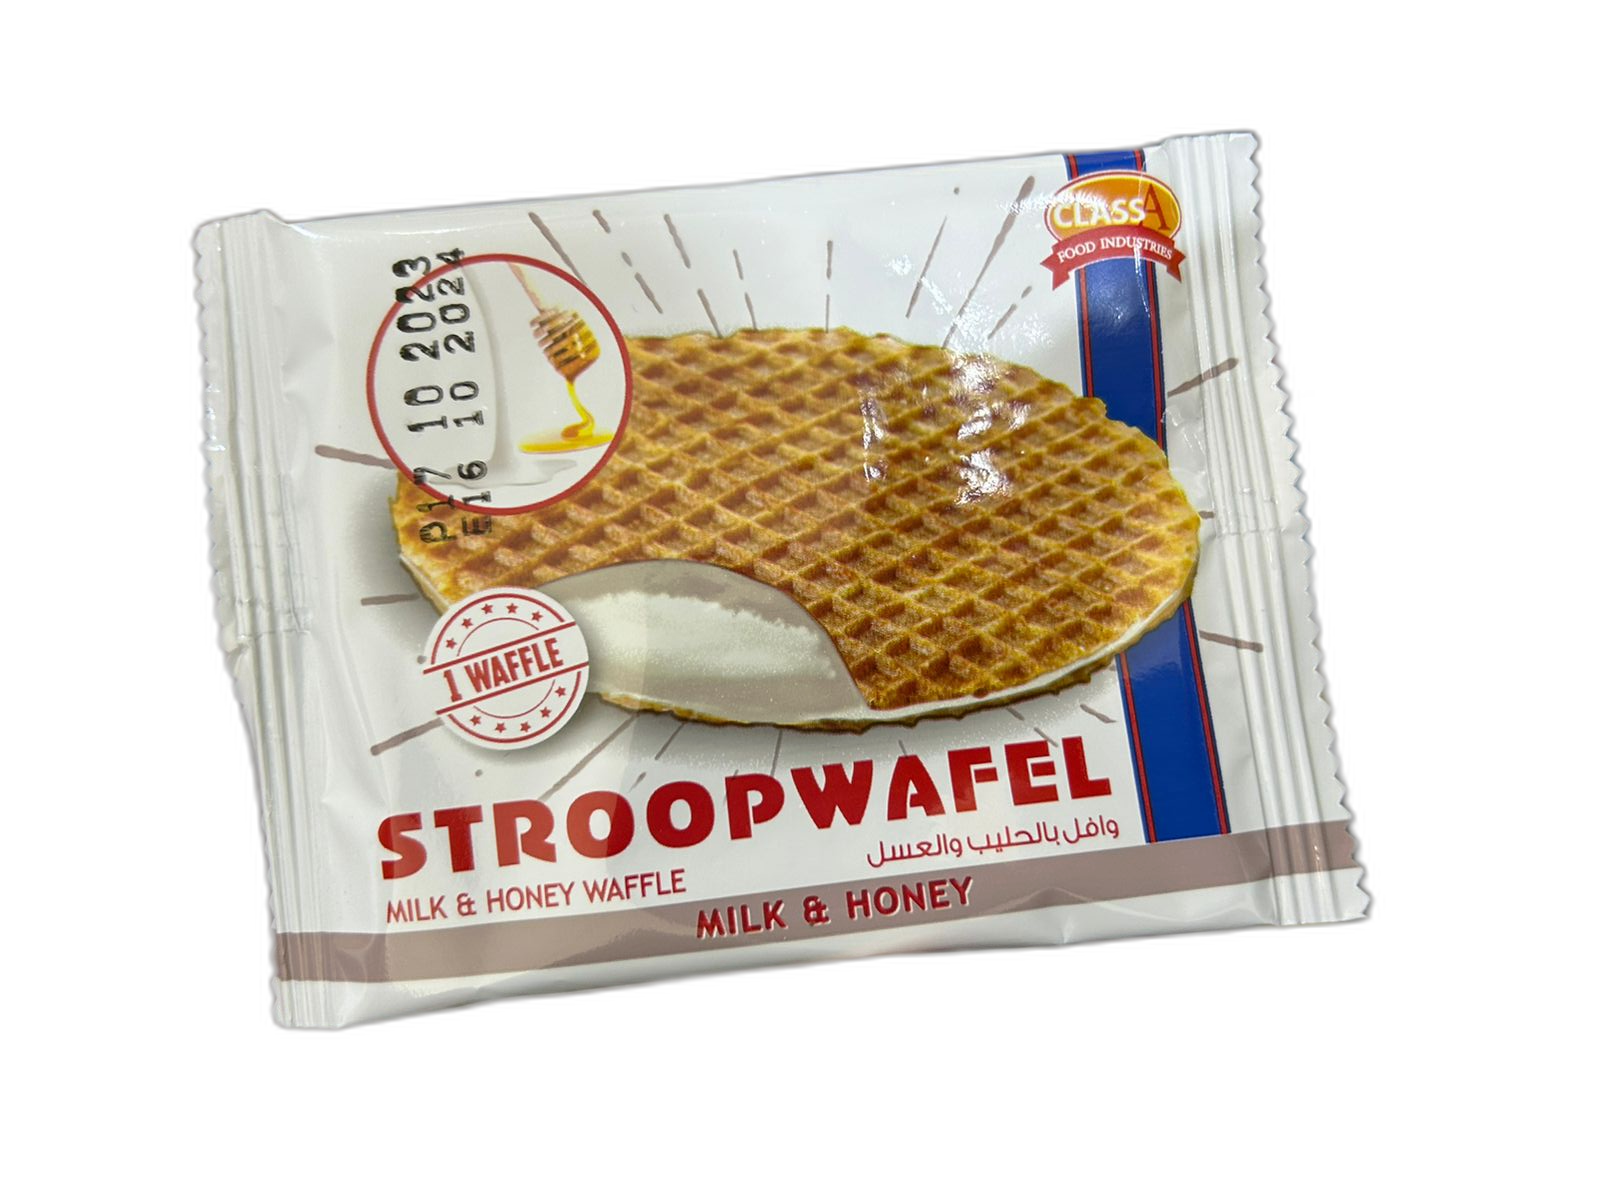 CLASSA
FOOD INDUSTRIES
P17 10 2023
E16 10 2024
1 WAFFLE
STROOPWAFEL
وافل بالحليب والعسل
MILK & HONEY WAFFLE
MILK & HONEY